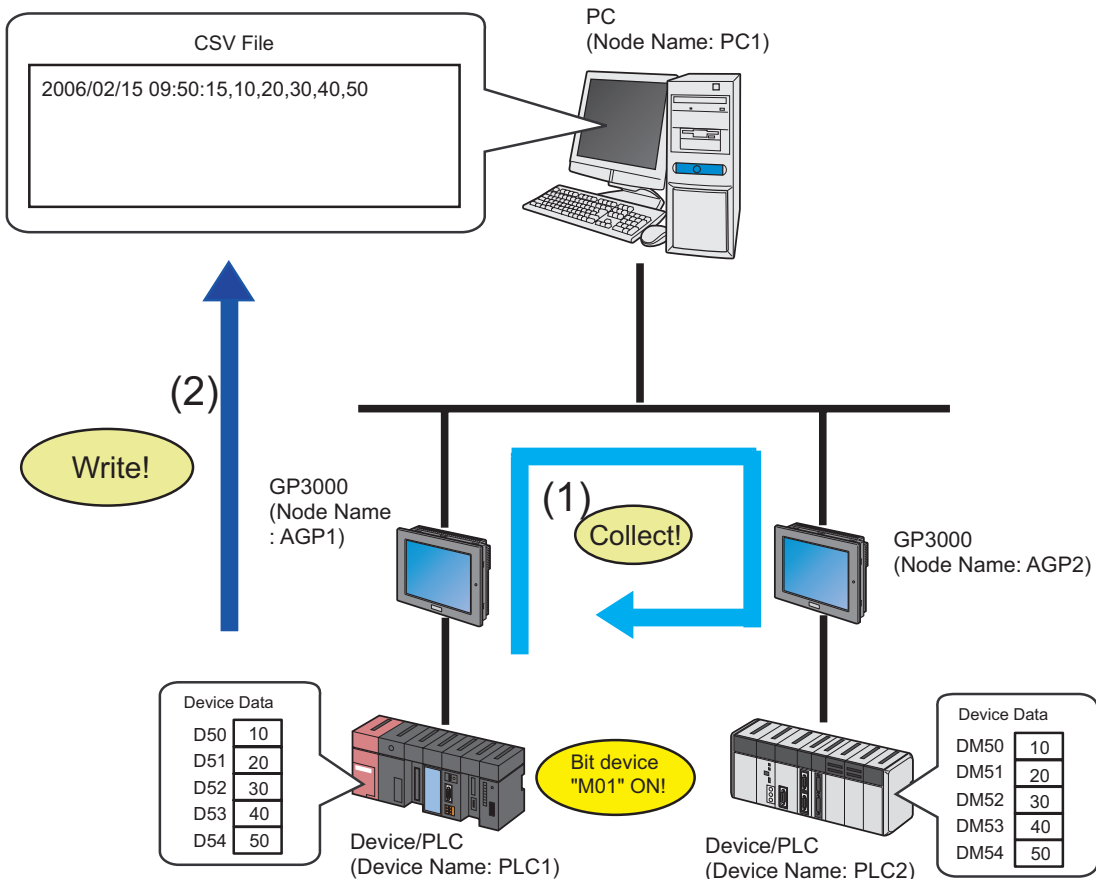 PC
(Node Name: PC1)
CSV File
2006/02/15 09:50:15,10,20,30,40,50
(2)
Write!
GP3000
(Node Name
: AGP1)
(1)
Collect!
GP3000
(Node Name: AGP2)
Device Data
D50 10
D51 20
D52 30
D53 40
D54 50
Bit device
"M01" ON!
Device Data
DM50 10
DM51 20
DM52 30
DM53 40
DM54 50
Device/PLC
(Device Name: PLC1)
Device/PLC
(Device Name: PLC2)